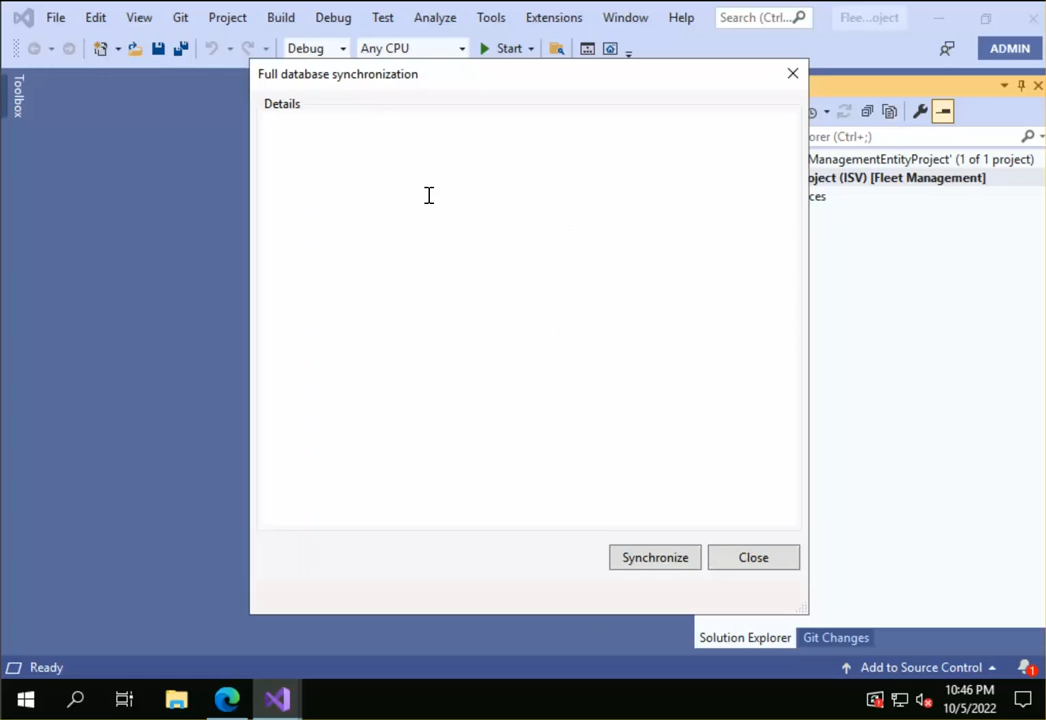 File Edit View Git Project Build Debug Test Analyze Tools Extensions Window Help Search (Ctrl... Flee...oject
Debug Any CPU Start ADMIN
Toolbox
Full database synchronization
Details
orer (Ctrl+;)
ManagementEntityProject' (1 of 1 project)
oject (ISV) [Fleet Management]
ces
Synchronize Close
Solution Explorer Git Changes
Ready Add to Source Control 1
10:46 PM
10/5/2022